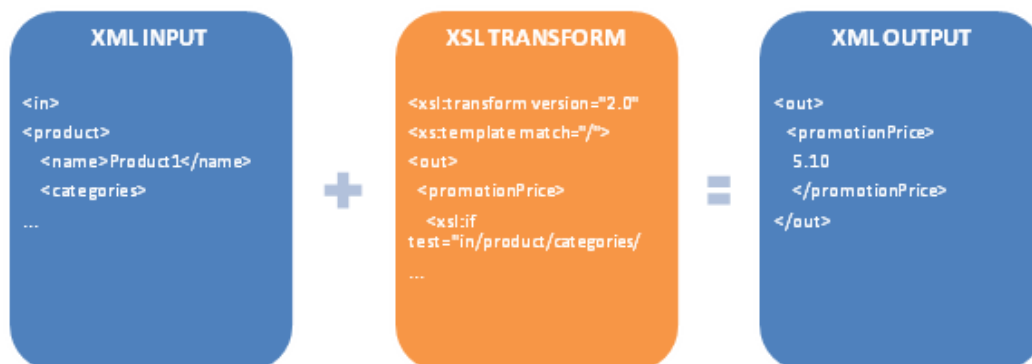 XML INPUT
<in>
<product>
<name>Product1</name>
<categories>
...
XSL TRANSFORM
<xsl:transform version="2.0"
<xs:template match="/">
<out>
<promotionPrice>
<xsl:if
test="in/product/categories/
...
XML OUTPUT
<out>
<promotionPrice>
5.10
</promotionPrice>
</out>